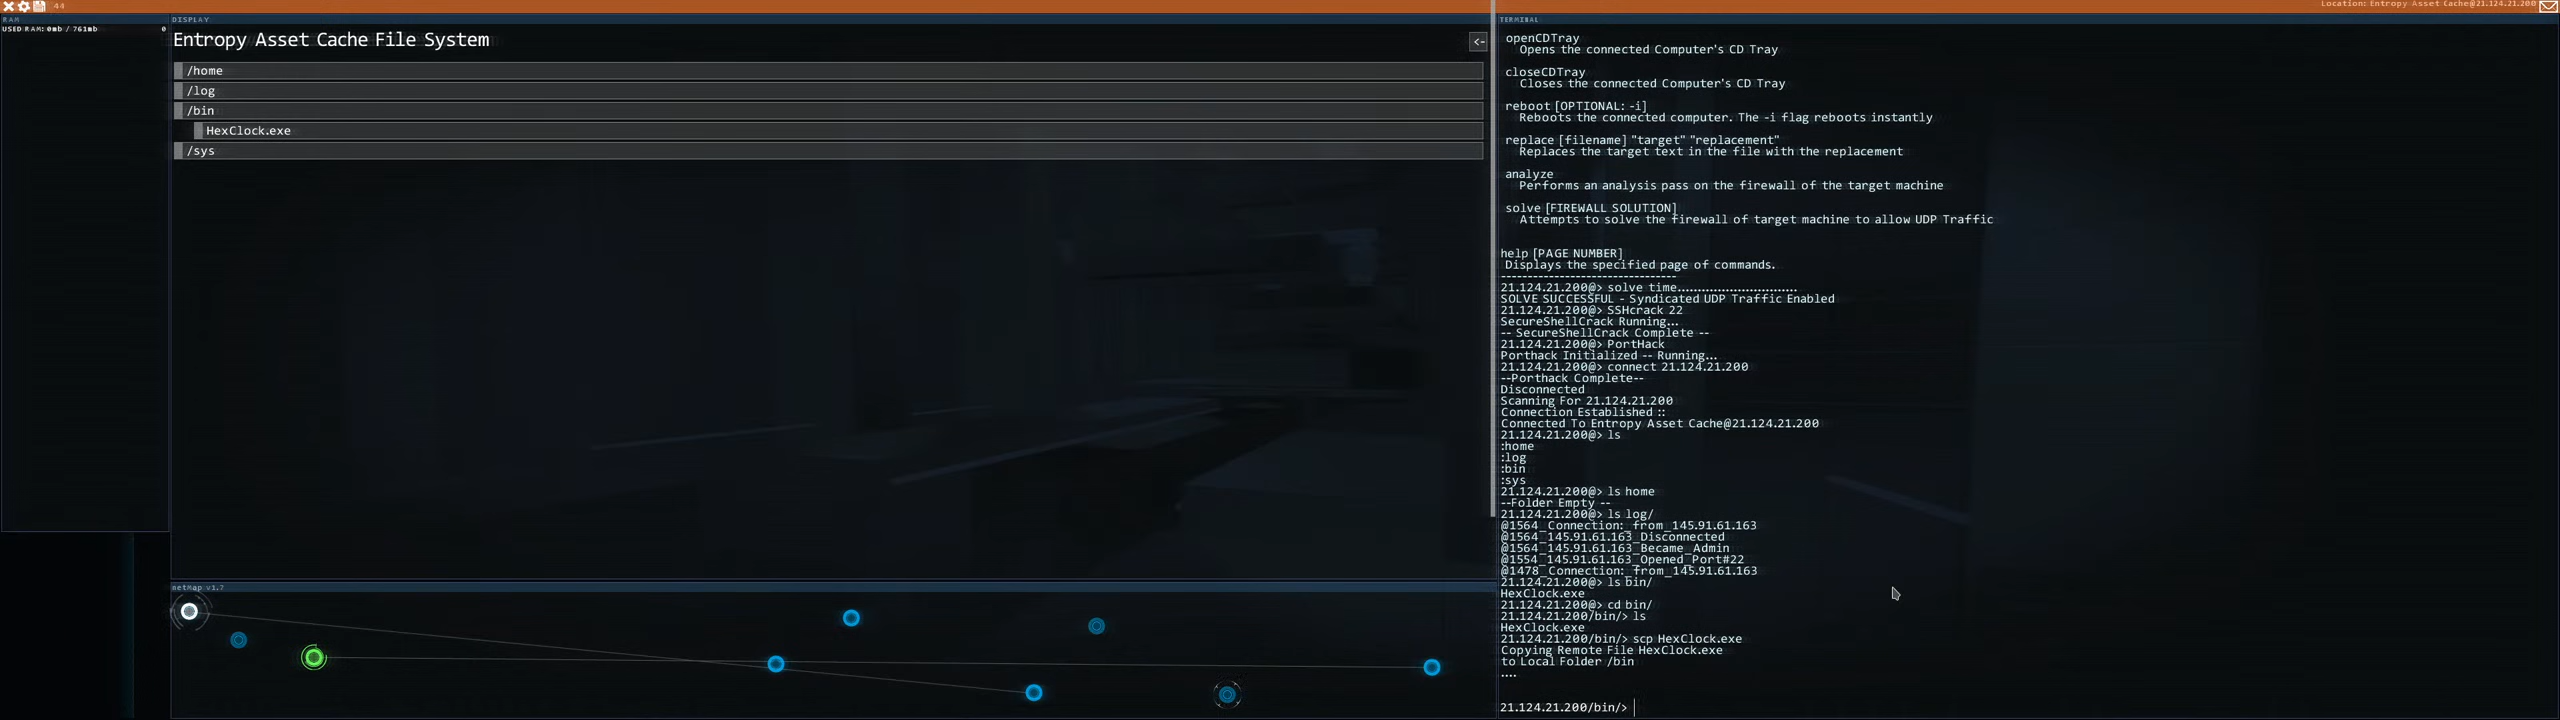 44
Location: Entropy Asset Cache@21.124.21.200
RAM
USED RAM: 0mb / 761mb
0
DISPLAY
Entropy Asset Cache File System
<-
/home
/log
/bin
HexClock.exe
/sys
netMap v1.7
TERMINAL
openCDTray
Opens the connected Computer's CD Tray
closeCDTray
Closes the connected Computer's CD Tray
reboot [OPTIONAL: -i]
Reboots the connected computer. The -i flag reboots instantly
replace [filename] "target" "replacement"
Replaces the target text in the file with the replacement
analyze
Performs an analysis pass on the firewall of the target machine
solve [FIREWALL SOLUTION]
Attempts to solve the firewall of target machine to allow UDP Traffic
help [PAGE NUMBER]
Displays the specified page of commands.
---------------------------------
21.124.21.200@> solve time..............................
SOLVE SUCCESSFUL - Syndicated UDP Traffic Enabled
21.124.21.200@> SSHcrack 22
SecureShellCrack Running...
-- SecureShellCrack Complete --
21.124.21.200@> PortHack
Porthack Initialized -- Running...
21.124.21.200@> connect 21.124.21.200
--Porthack Complete--
Disconnected
Scanning For 21.124.21.200
Connection Established ::
Connected To Entropy Asset Cache@21.124.21.200
21.124.21.200@> ls
:home
:log
:bin
:sys
21.124.21.200@> ls home
--Folder Empty --
21.124.21.200@> ls log/
@1564_Connection:_from_145.91.61.163
@1564_145.91.61.163_Disconnected
@1564_145.91.61.163_Became_Admin
@1554_145.91.61.163_Opened_Port#22
@1478_Connection:_from_145.91.61.163
21.124.21.200@> ls bin/
HexClock.exe
21.124.21.200@> cd bin/
21.124.21.200/bin/> ls
HexClock.exe
21.124.21.200/bin/> scp HexClock.exe
Copying Remote File HexClock.exe
to Local Folder /bin
....
21.124.21.200/bin/>